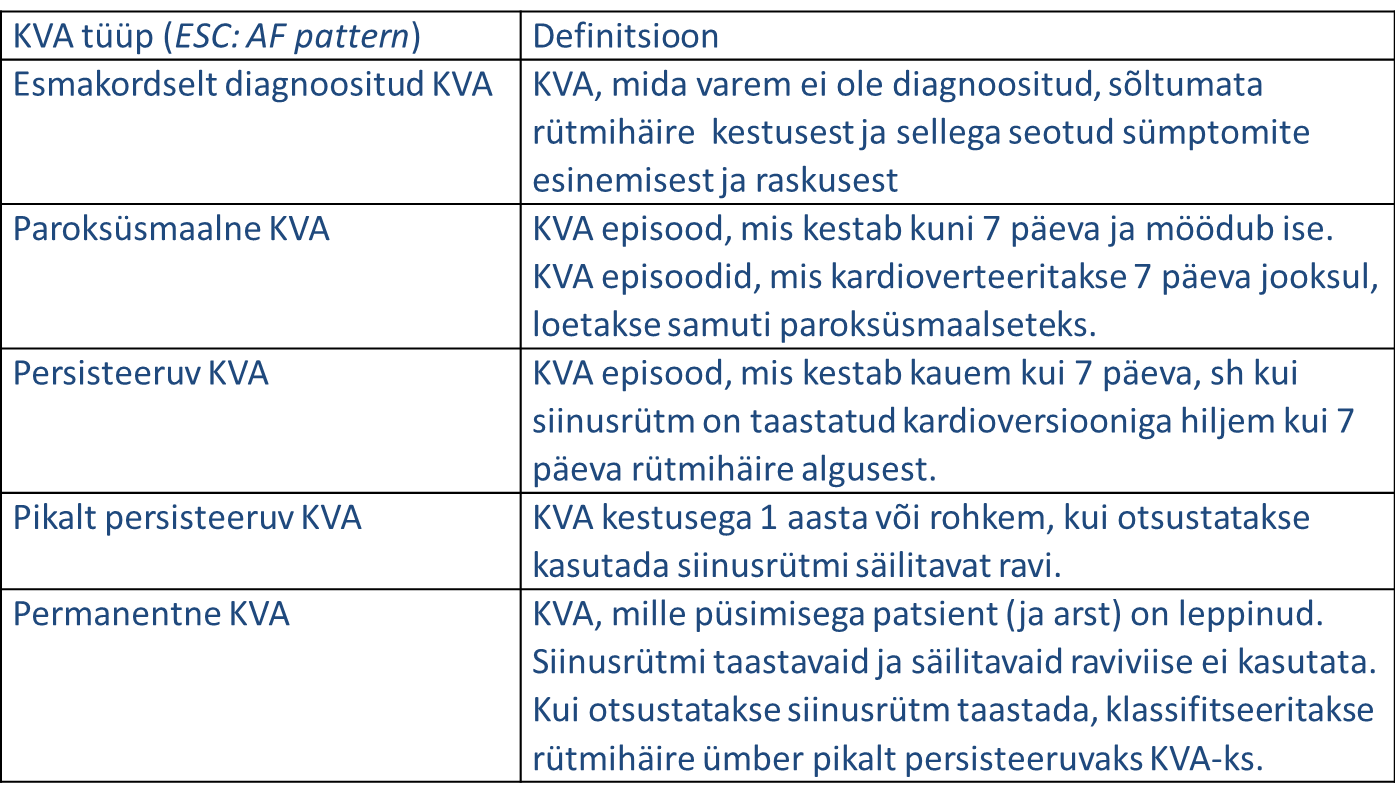 KVA tüüp (ESC: AF pattern)
Definitsioon
Esmakordselt diagnoositud KVA
KVA, mida varem ei ole diagnoositud, sõltumata
rütmihäire kestusest ja sellega seotud sümptomite
esinemisest ja raskusest
Paroksüsmaalne KVA
KVA episood, mis kestab kuni 7 päeva ja möödub ise.
KVA episoodid, mis kardioverteeritakse 7 päeva jooksul,
loetakse samuti paroksüsmaalseteks.
Persisteeruv KVA
KVA episood, mis kestab kauem kui 7 päeva, sh kui
siinusrütm on taastatud kardioversiooniga hiljem kui 7
päeva rütmihäire algusest.
Pikalt persisteeruv KVA
KVA kestusega 1 aasta või rohkem, kui otsustatakse
kasutada siinusrütmi säilitavat ravi.
Permanentne KVA
KVA, mille püsimisega patsient (ja arst) on leppinud.
Siinusrütmi taastavaid ja säilitavaid raviviise ei kasutata.
Kui otsustatakse siinusrütm taastada, klassifitseeritakse
rütmihäire ümber pikalt persisteeruvaks KVA-ks.